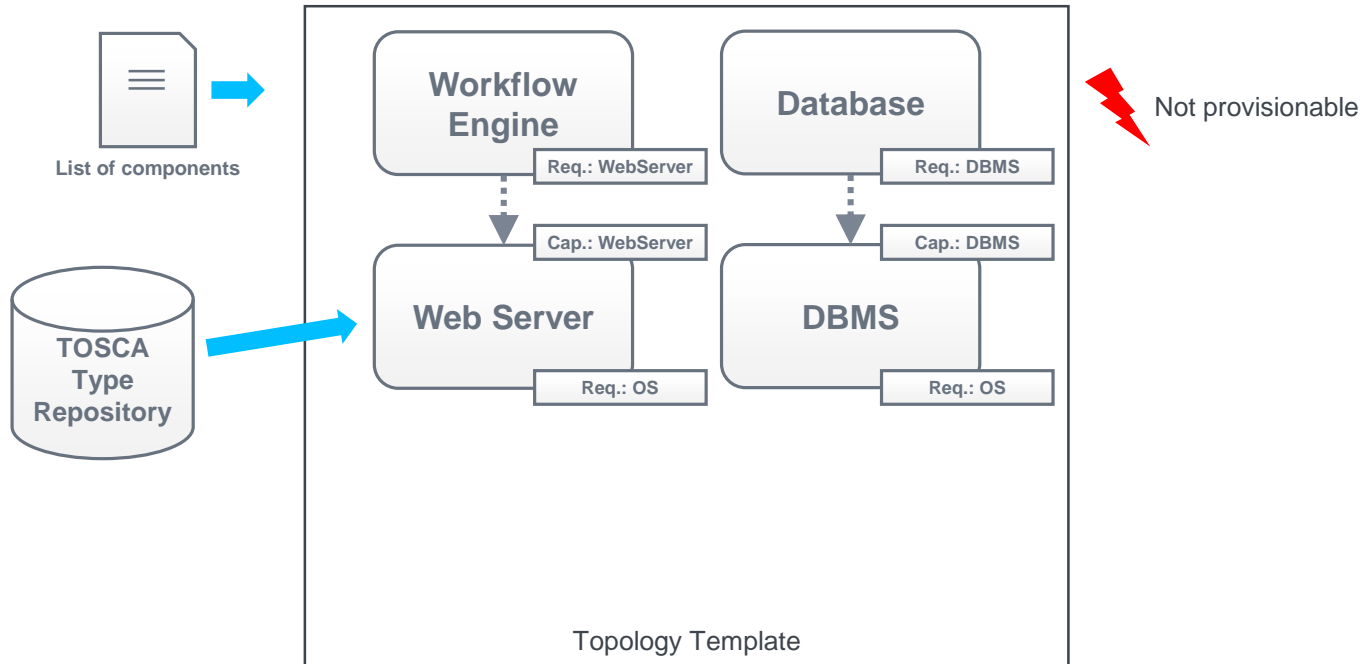 List of components
TOSCA
Type
Repository
Workflow
Engine
Req.: WebServer
Cap.: WebServer
Web Server
Req.: OS
Database
Req.: DBMS
Cap.: DBMS
DBMS
Req.: OS
Topology Template
Not provisionable